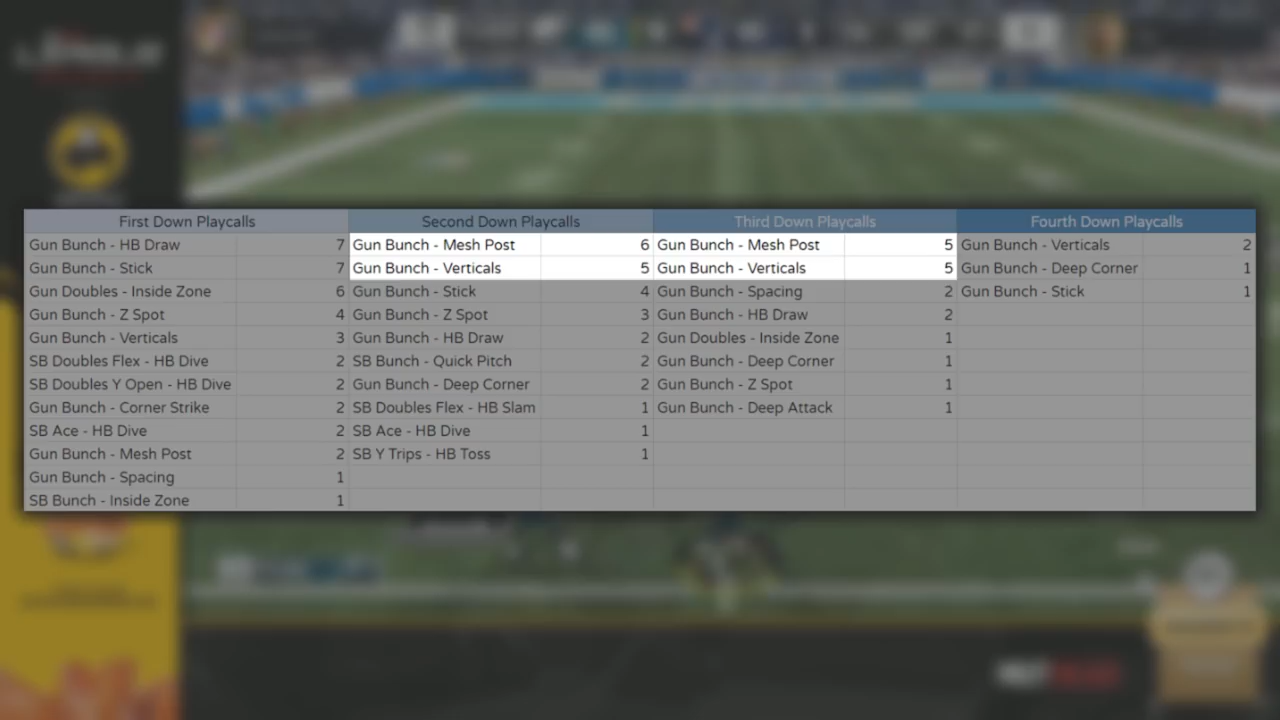 First Down Playcalls Second Down Playcalls Third Down Playcalls Fourth Down Playcalls
Gun Bunch - HB Draw 7 Gun Bunch - Mesh Post 6 Gun Bunch - Mesh Post 5 Gun Bunch - Verticals 2
Gun Bunch - Stick 7 Gun Bunch - Verticals 5 Gun Bunch - Verticals 5 Gun Bunch - Deep Corner 1
Gun Doubles - Inside Zone 6 Gun Bunch - Stick 4 Gun Bunch - Spacing 2 Gun Bunch - Stick 1
Gun Bunch - Z Spot 4 Gun Bunch - Z Spot 3 Gun Bunch - HB Draw 2
Gun Bunch - Verticals 3 Gun Bunch - HB Draw 2 Gun Doubles - Inside Zone 1
SB Doubles Flex - HB Dive 2 SB Bunch - Quick Pitch 2 Gun Bunch - Deep Corner 1
SB Doubles Y Open - HB Dive 2 Gun Bunch - Deep Corner 2 Gun Bunch - Z Spot 1
Gun Bunch - Corner Strike 2 SB Doubles Flex - HB Slam 1 Gun Bunch - Deep Attack 1
SB Ace - HB Dive 2 SB Ace - HB Dive 1
Gun Bunch - Mesh Post 2 SB Y Trips - HB Toss 1
Gun Bunch - Spacing 1
SB Bunch - Inside Zone 1